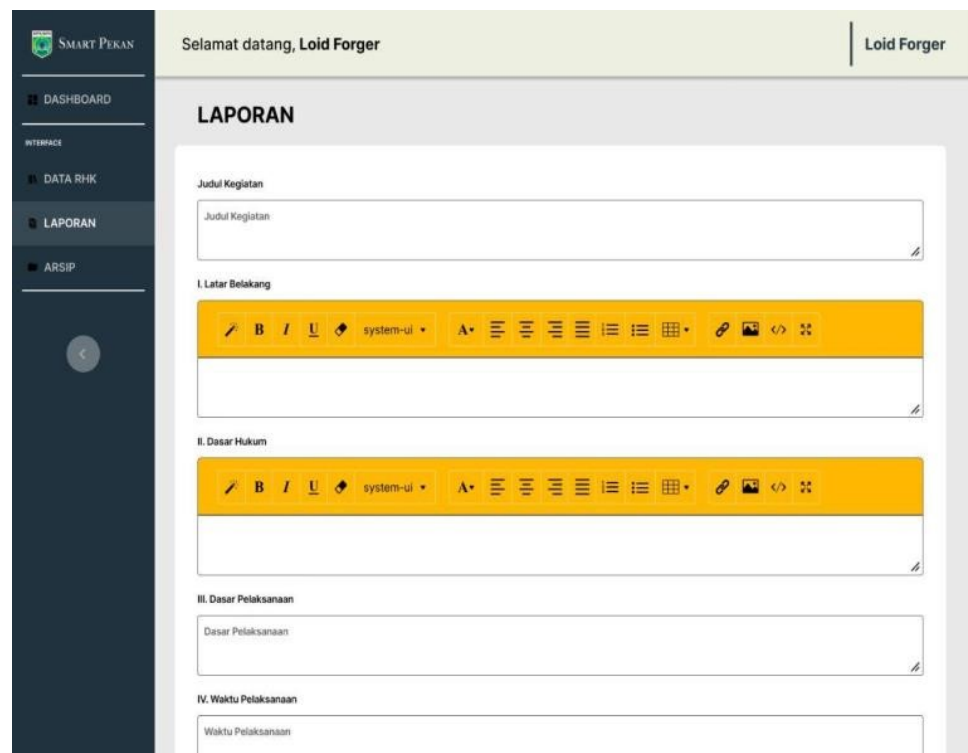 SMART PEKAN
Selamat datang, Loid Forger
Loid Forger
DASHBOARD
INTERFACE
DATA RHK
LAPORAN
ARSIP
LAPORAN
Judul Kegiatan
Judul Kegiatan
I. Latar Belakang
B I U system-ui A
II. Dasar Hukum
B I U system-ui A
III. Dasar Pelaksanaan
Dasar Pelaksanaan
IV. Waktu Pelaksanaan
Waktu Pelaksanaan